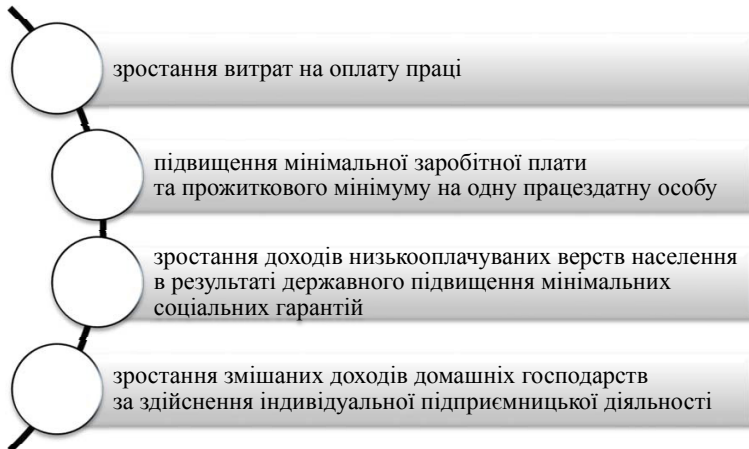 зростання витрат на оплату праці
підвищення мінімальної заробітної плати
та прожиткового мінімуму на одну працездатну особу
зростання доходів низькооплачуваних верств населення
в результаті державного підвищення мінімальних
соціальних гарантій
зростання змішаних доходів домашніх господарств
за здійснення індивідуальної підприємницької діяльності